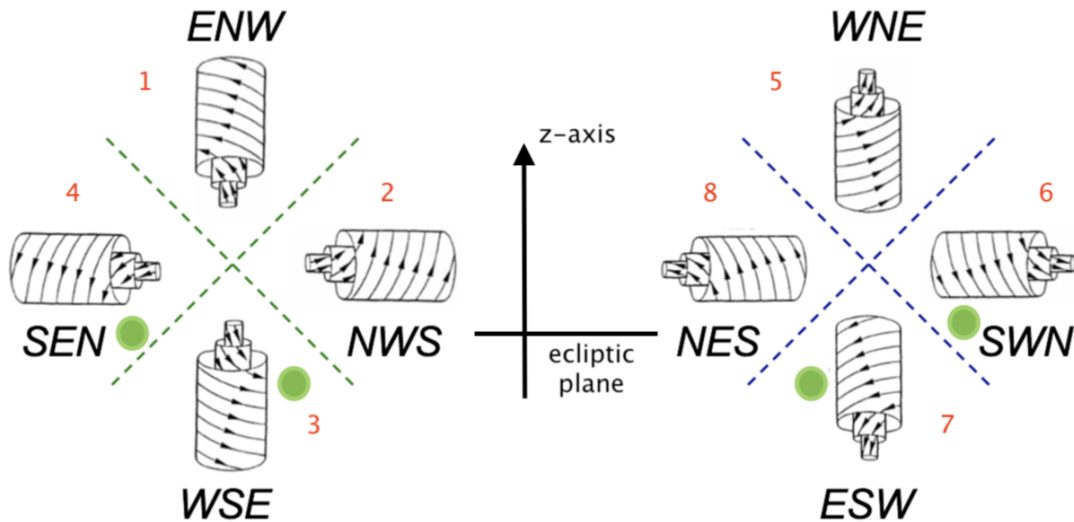 ENW
WNE
1
5
z-axis
4
2
8
6
SEN
NWS
NES
SWN
ecliptic
plane
3
7
WSE
ESW